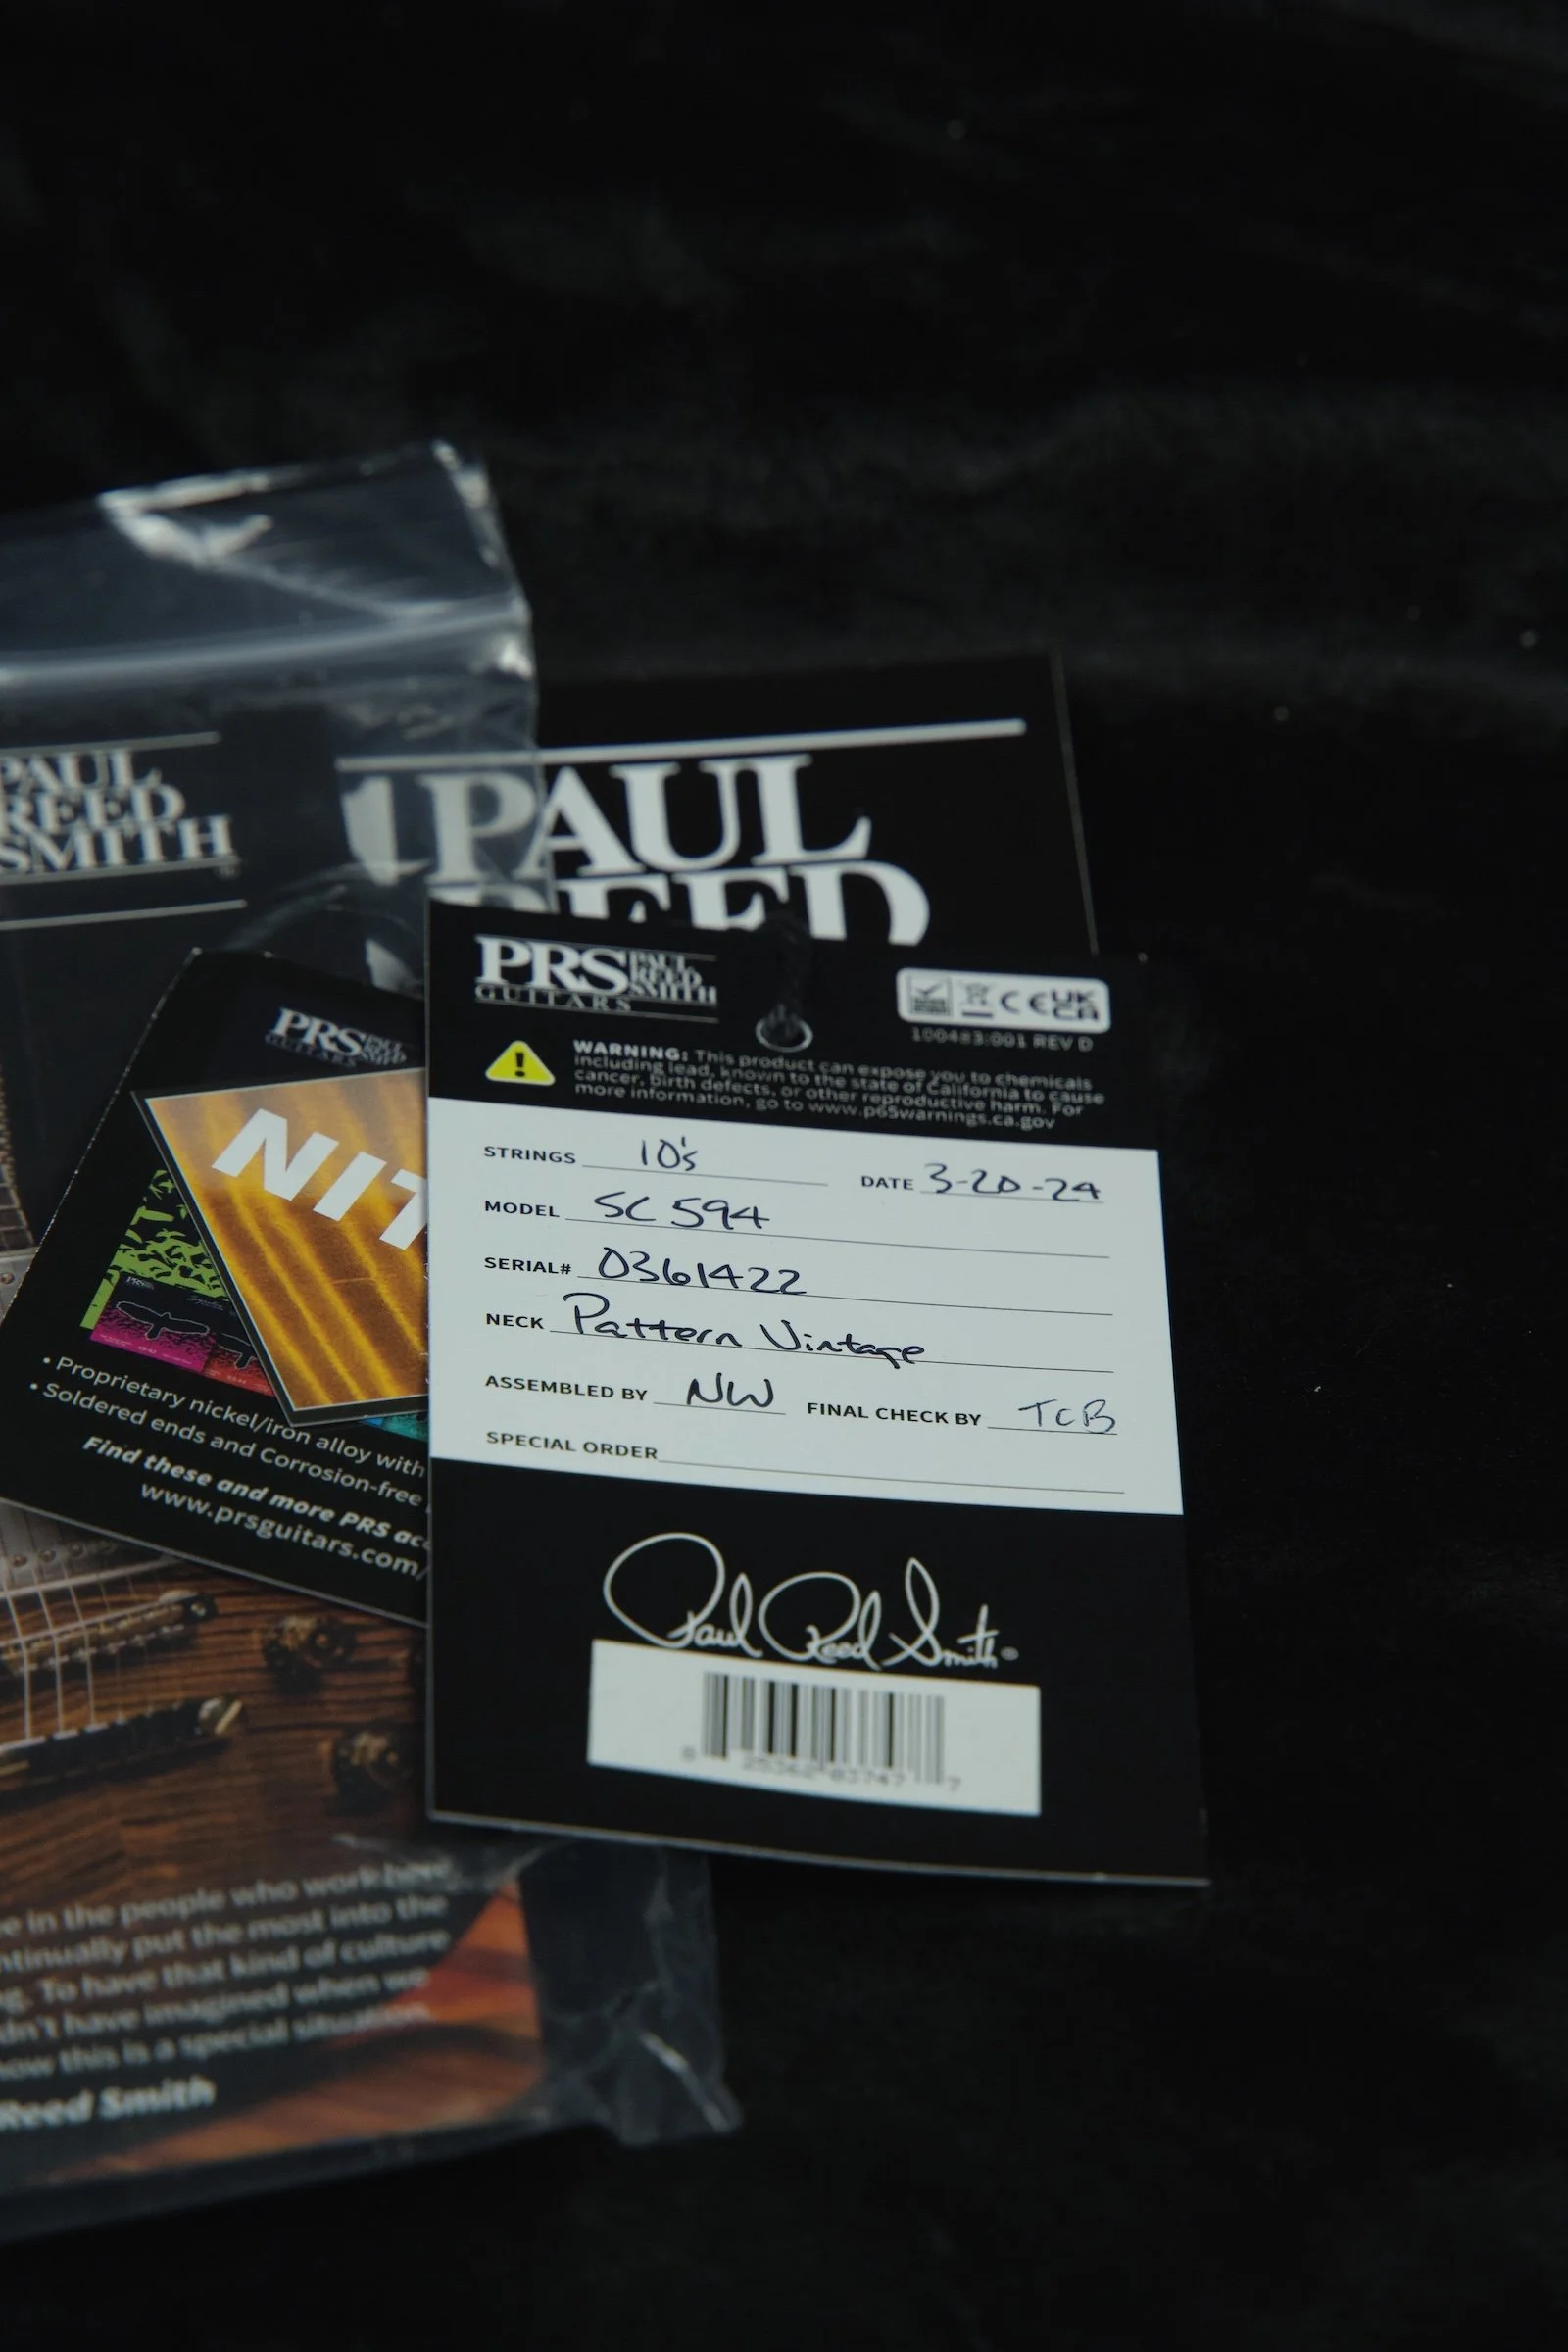 PAUL
REED
SMITH
PAUL
REED
PRS PAUL REED SMITH
GUITARS
CE UK CA
100483:001 REV D
WARNING: This product can expose you to chemicals
including lead, known to the state of California to cause
cancer, birth defects, or other reproductive harm. For
more information, go to www.p65warnings.ca.gov
STRINGS 10's DATE 3-20-24
MODEL SC 594
SERIAL# 0361422
NECK Pattern Vintage
ASSEMBLED BY NW FINAL CHECK BY TCB
SPECIAL ORDER
Paul Reed Smith
PRS
GUITARS
NIT
• Proprietary nickel/iron alloy with
• Soldered ends and Corrosion-free
Find these and more PRS acc
www.prsguitars.com/
e in the people who work here
ntinually put the most into the
g. To have that kind of culture
dn't have imagined when we
now this is a special situation.
Reed Smith